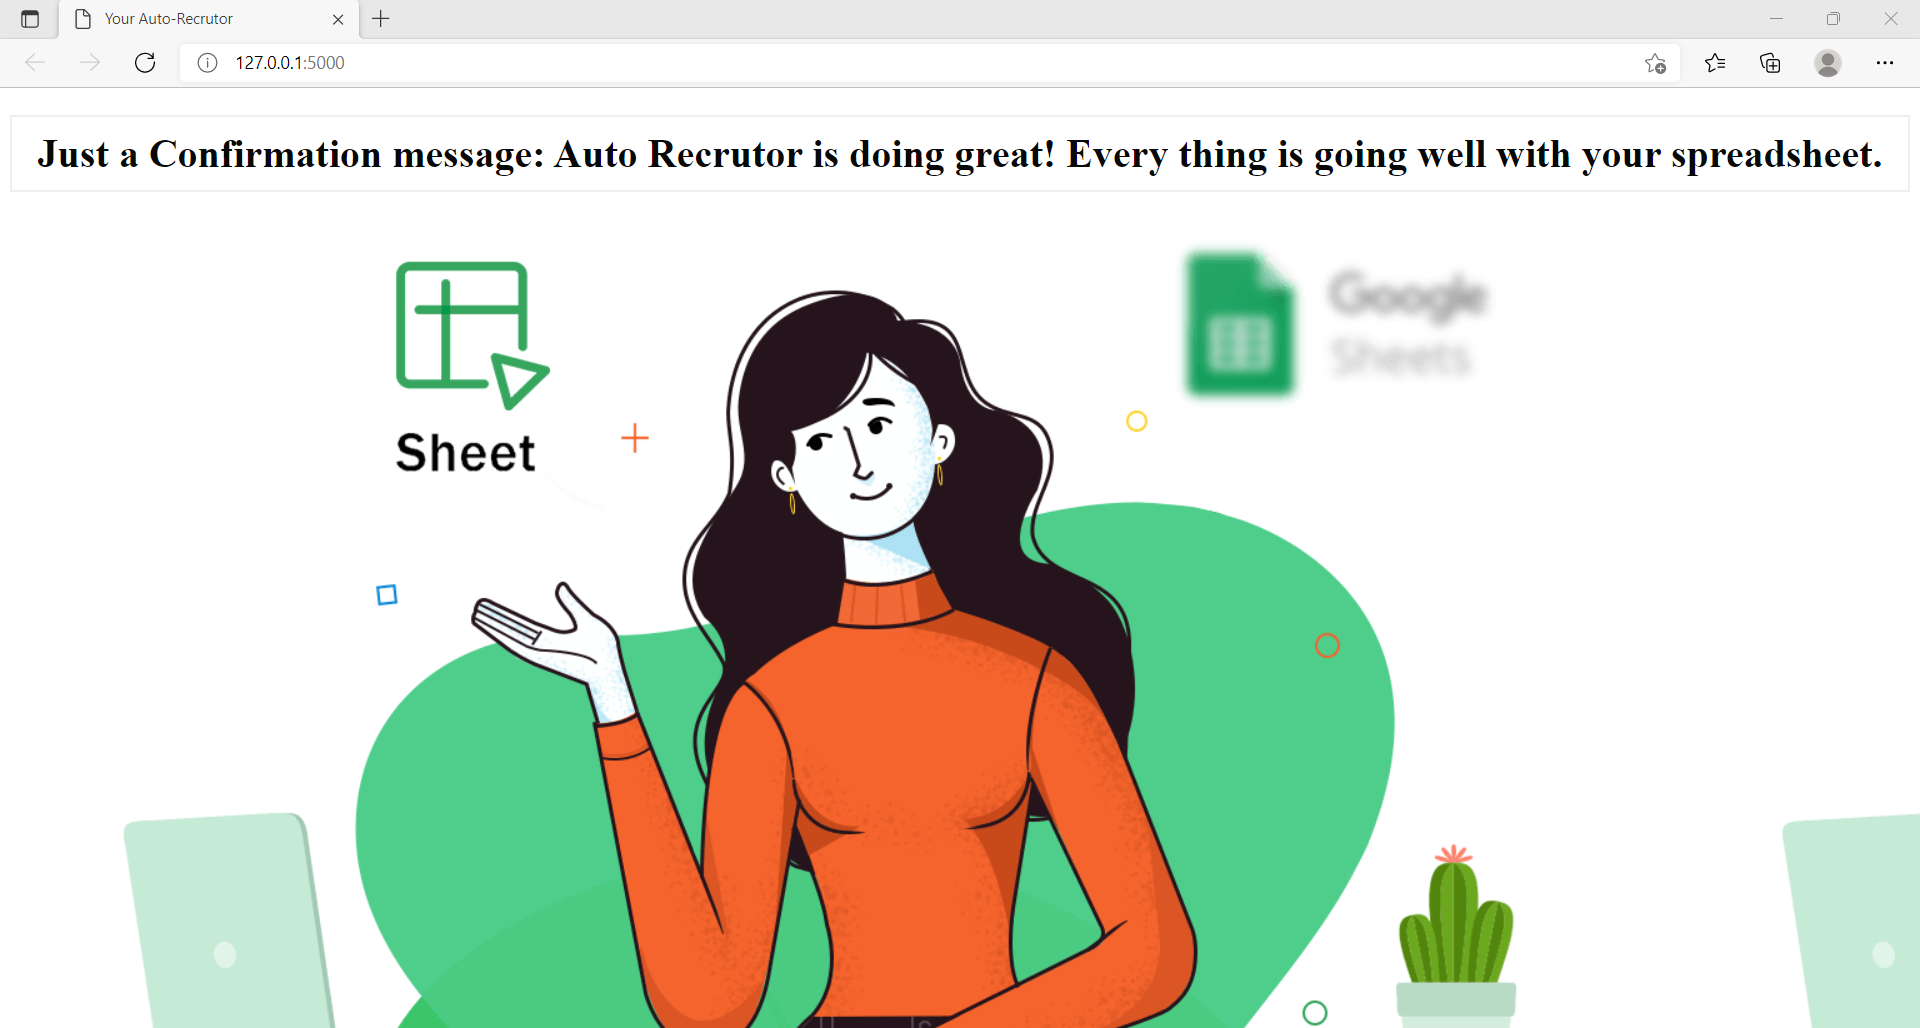 Your Auto-Recrutor
127.0.0.1:5000
Just a Confirmation message: Auto Recrutor is doing great! Every thing is going well with your spreadsheet.
Google
Sheets
Sheet